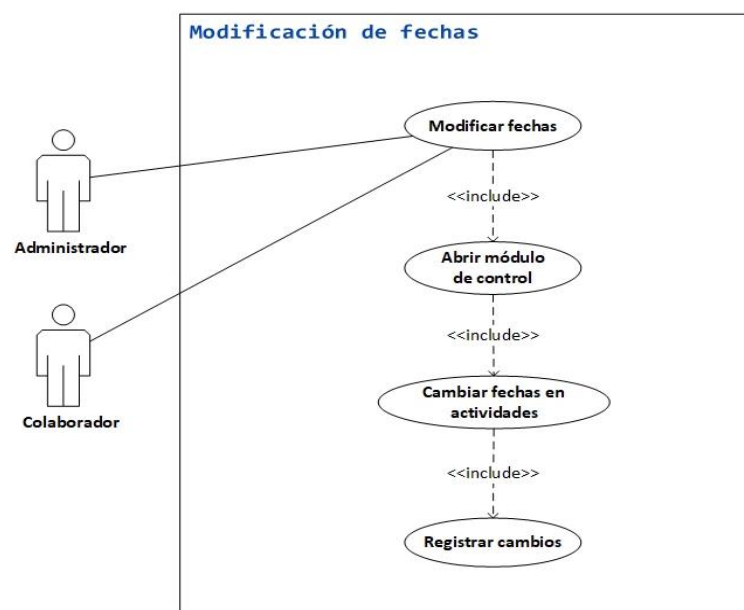 Modificación de fechas
Modificar fechas
<<include>>
Administrador
Abrir módulo
de control
<<include>>
Cambiar fechas en
actividades
Colaborador
<<include>>
Registrar cambios